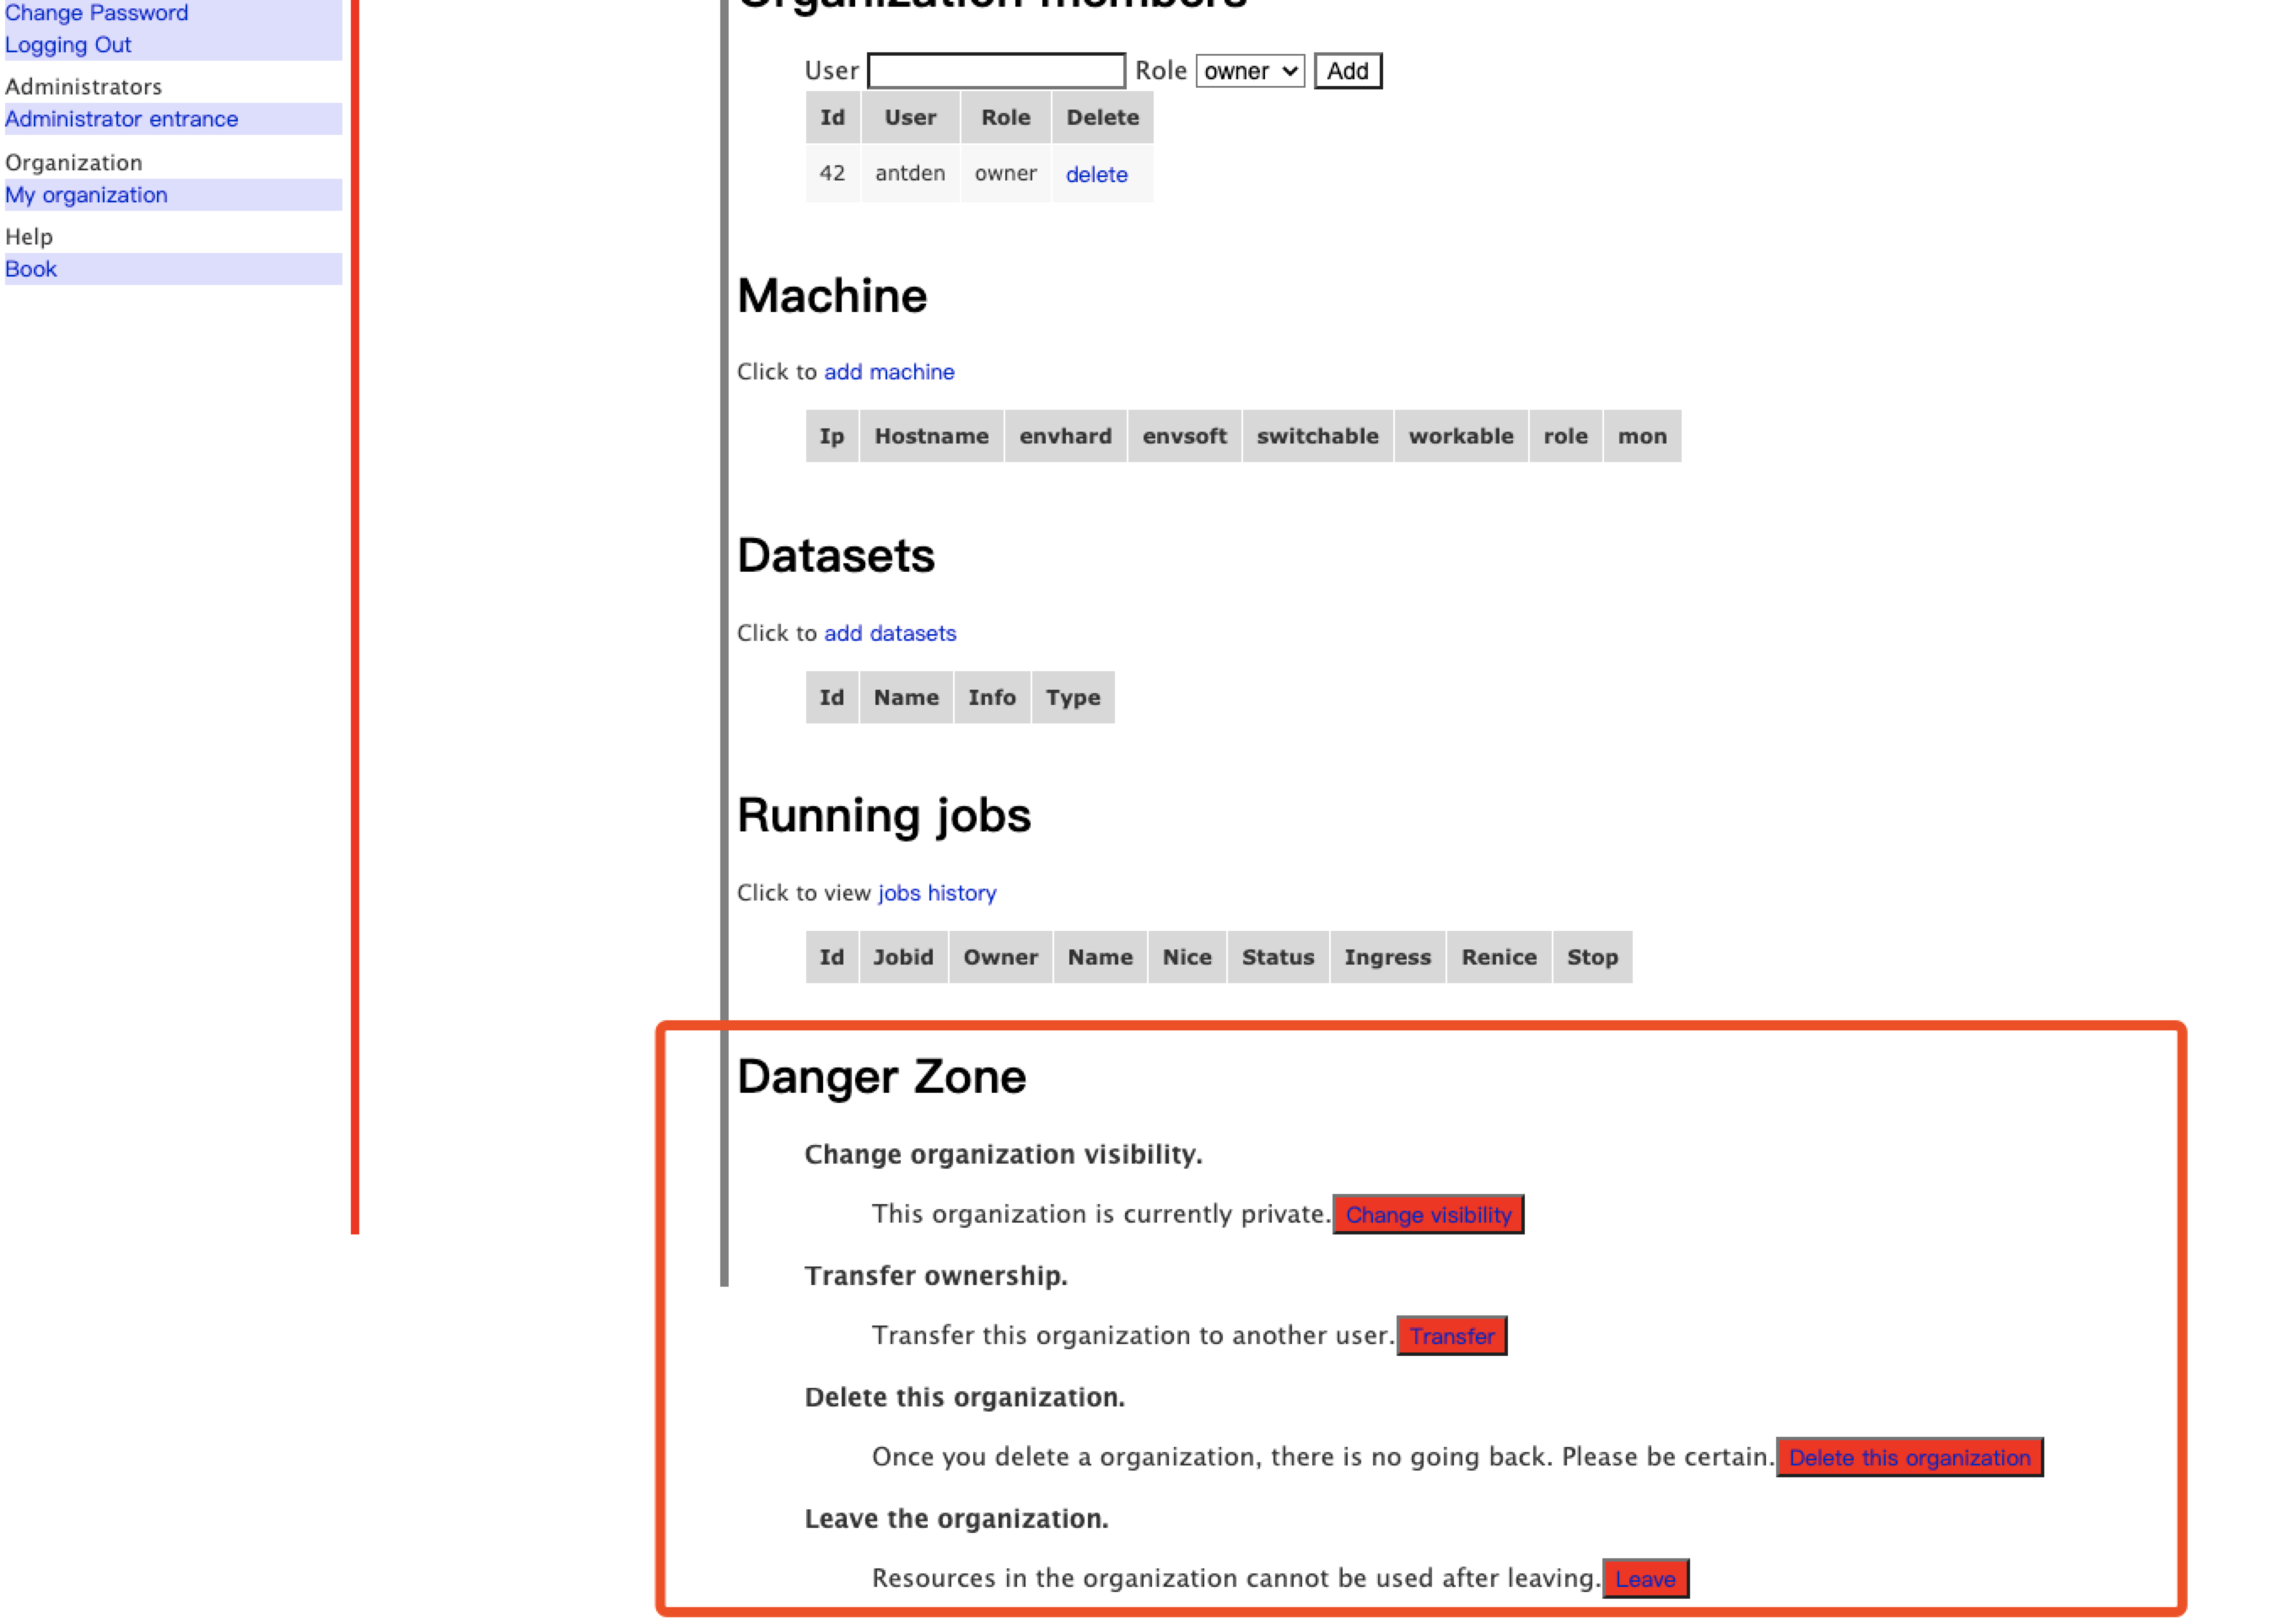 Change Password
Logging Out
Administrators
Administrator entrance
Organization
My organization
Help
Book
Organization members
User Role owner Add
Id User Role Delete
42 antden owner delete
Machine
Click to add machine
Ip Hostname envhard envsoft switchable workable role mon
Datasets
Click to add datasets
Id Name Info Type
Running jobs
Click to view jobs history
Id Jobid Owner Name Nice Status Ingress Renice Stop
Danger Zone
Change organization visibility.
This organization is currently private. Change visibility
Transfer ownership.
Transfer this organization to another user. Transfer
Delete this organization.
Once you delete a organization, there is no going back. Please be certain. Delete this organization
Leave the organization.
Resources in the organization cannot be used after leaving. Leave